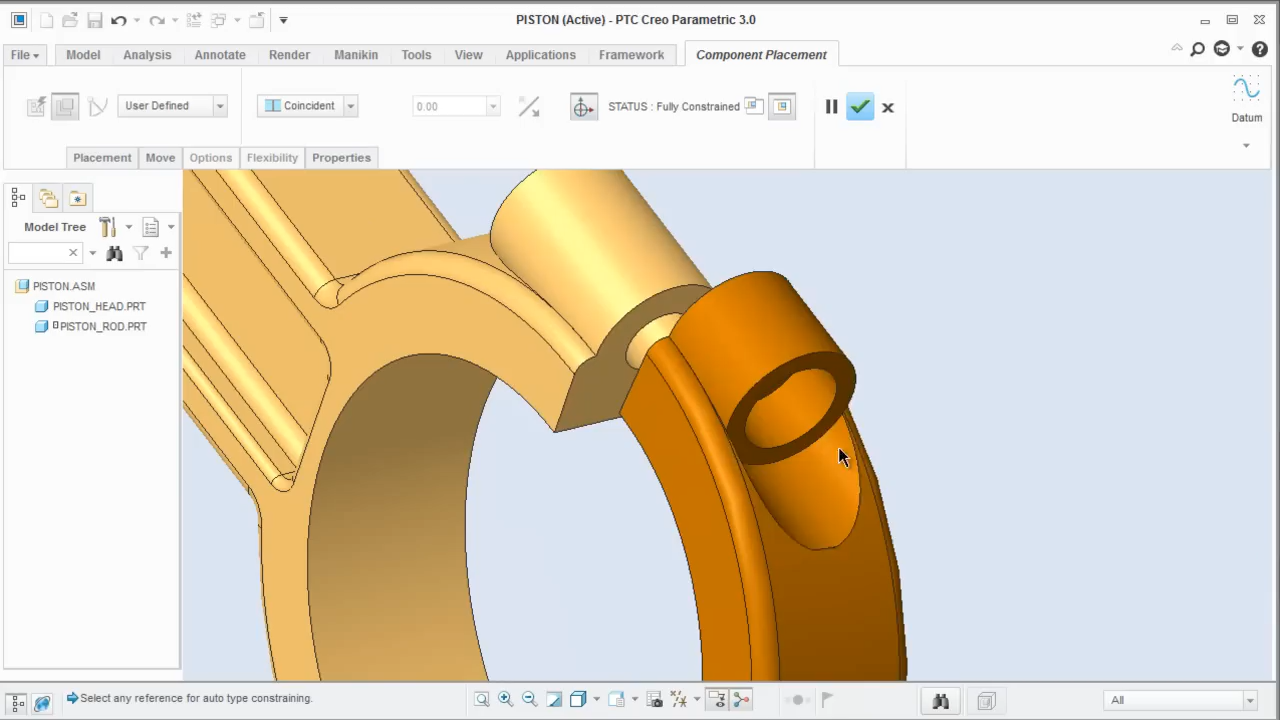 PISTON (Active) - PTC Creo Parametric 3.0
File Model Analysis Annotate Render Manikin Tools View Applications Framework Component Placement
User Defined Coincident 0.00 STATUS : Fully Constrained
Datum
Placement Move Options Flexibility Properties
Model Tree
PISTON.ASM
PISTON_HEAD.PRT
PISTON_ROD.PRT
Select any reference for auto type constraining.
All